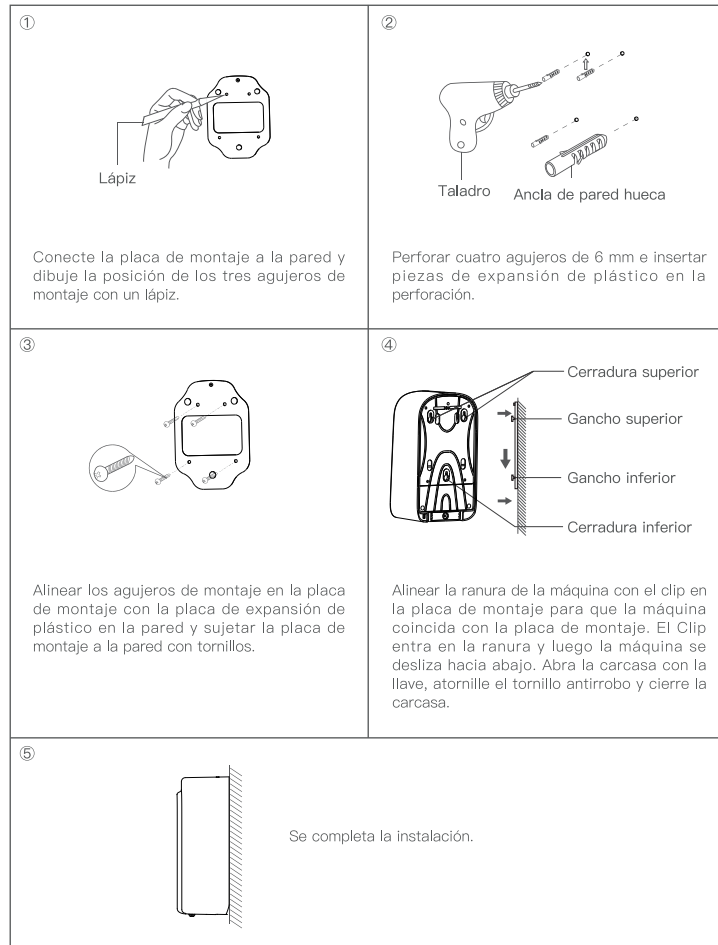 ①
Lápiz
Conecte la placa de montaje a la pared y
dibuje la posición de los tres agujeros de
montaje con un lápiz.
②
Taladro
Ancla de pared hueca
Perforar cuatro agujeros de 6 mm e insertar
piezas de expansión de plástico en la
perforación.
③
Alinear los agujeros de montaje en la placa
de montaje con la placa de expansión de
plástico en la pared y sujetar la placa de
montaje a la pared con tornillos.
④
Cerradura superior
Gancho superior
Gancho inferior
Cerradura inferior
Alinear la ranura de la máquina con el clip en
la placa de montaje para que la máquina
coincida con la placa de montaje. El Clip
entra en la ranura y luego la máquina se
desliza hacia abajo. Abra la carcasa con la
llave, atornille el tornillo antirrobo y cierre la
carcasa.
⑤
Se completa la instalación.